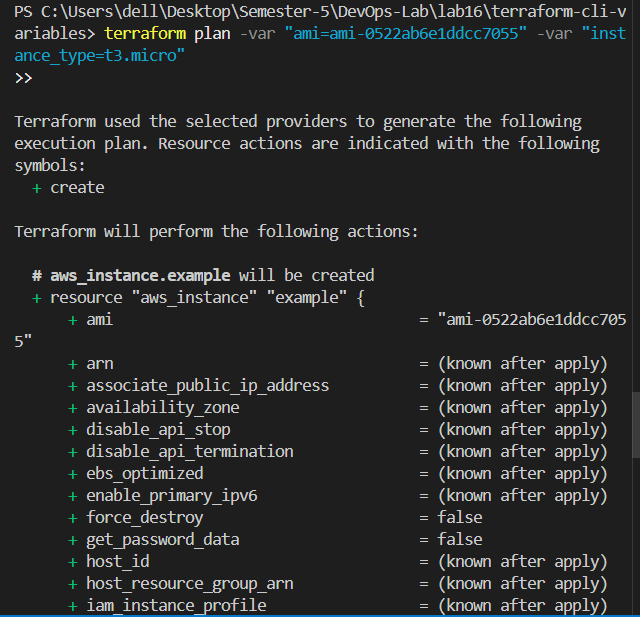 PS C:\Users\dell\Desktop\Semester-5\DevOps-Lab\lab16\terraform-cli-v
ariables> terraform plan -var "ami=ami-0522ab6e1ddcc7055" -var "inst
ance_type=t3.micro"
>>
Terraform used the selected providers to generate the following
execution plan. Resource actions are indicated with the following
symbols:
  + create
Terraform will perform the following actions:
  # aws_instance.example will be created
  + resource "aws_instance" "example" {
      + ami                                  = "ami-0522ab6e1ddcc705
5"
      + arn                                  = (known after apply)
      + associate_public_ip_address          = (known after apply)
      + availability_zone                    = (known after apply)
      + disable_api_stop                     = (known after apply)
      + disable_api_termination              = (known after apply)
      + ebs_optimized                        = (known after apply)
      + enable_primary_ipv6                  = (known after apply)
      + force_destroy                        = false
      + get_password_data                    = false
      + host_id                              = (known after apply)
      + host_resource_group_arn              = (known after apply)
      + iam_instance_profile                 = (known after apply)